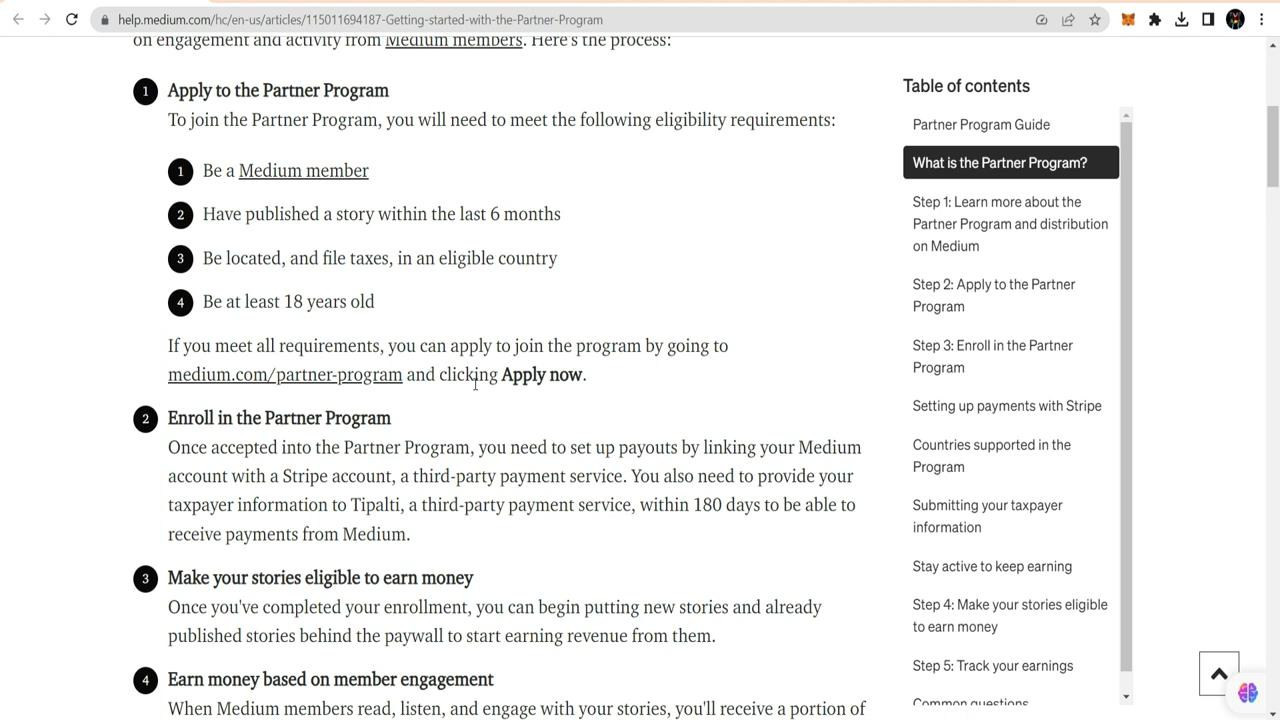 help.medium.com/hc/en-us/articles/115011694187-Getting-started-with-the-Partner-Program
on engagement and activity from Medium members. Here's the process:
1 Apply to the Partner Program
To join the Partner Program, you will need to meet the following eligibility requirements:
1 Be a Medium member
2 Have published a story within the last 6 months
3 Be located, and file taxes, in an eligible country
4 Be at least 18 years old
If you meet all requirements, you can apply to join the program by going to
medium.com/partner-program and clicking Apply now.
2 Enroll in the Partner Program
Once accepted into the Partner Program, you need to set up payouts by linking your Medium
account with a Stripe account, a third-party payment service. You also need to provide your
taxpayer information to Tipalti, a third-party payment service, within 180 days to be able to
receive payments from Medium.
3 Make your stories eligible to earn money
Once you've completed your enrollment, you can begin putting new stories and already
published stories behind the paywall to start earning revenue from them.
4 Earn money based on member engagement
When Medium members read, listen, and engage with your stories, you'll receive a portion of
Table of contents
Partner Program Guide
What is the Partner Program?
Step 1: Learn more about the
Partner Program and distribution
on Medium
Step 2: Apply to the Partner
Program
Step 3: Enroll in the Partner
Program
Setting up payments with Stripe
Countries supported in the
Program
Submitting your taxpayer
information
Stay active to keep earning
Step 4: Make your stories eligible
to earn money
Step 5: Track your earnings
Common questions